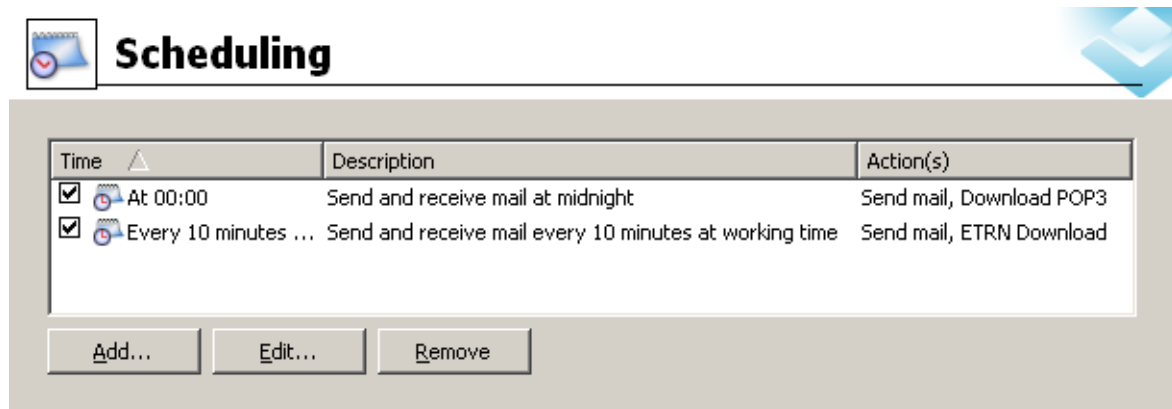 Scheduling
Time Description Action(s)
At 00:00 Send and receive mail at midnight Send mail, Download POP3
Every 10 minutes ... Send and receive mail every 10 minutes at working time Send mail, ETRN Download
Add... Edit... Remove